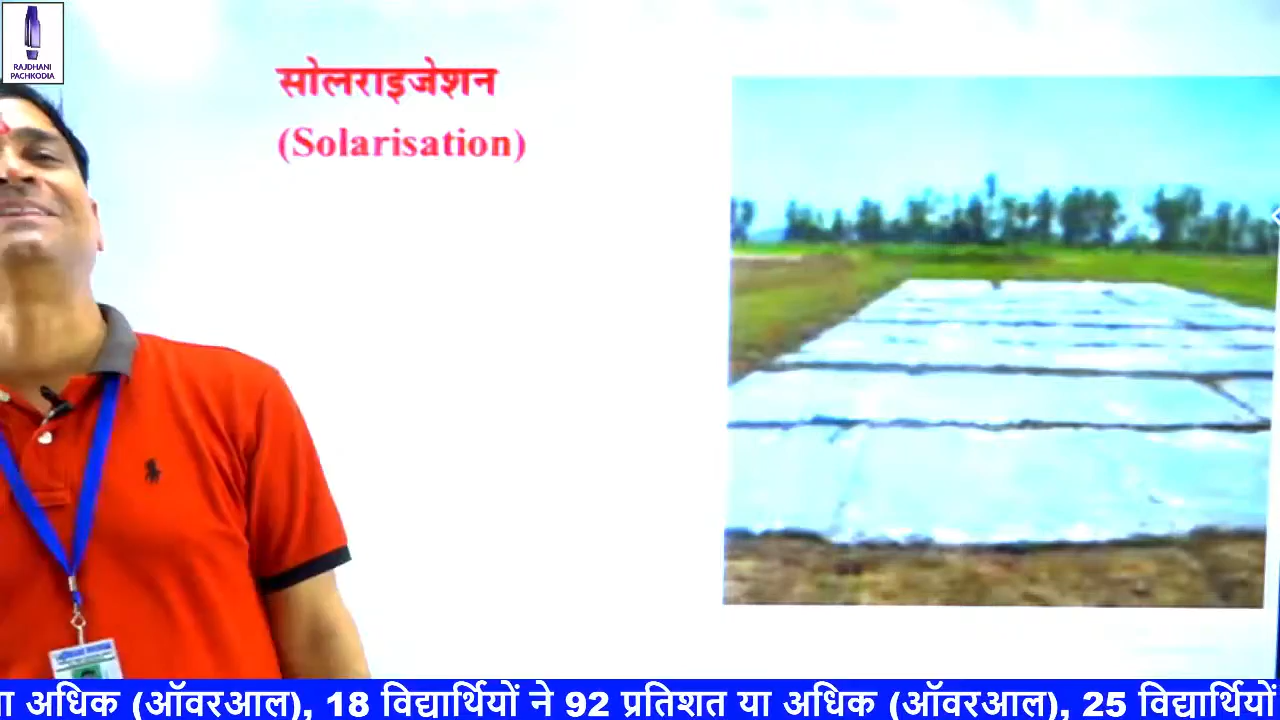 RAJDHANI
PACHKODIA
सोलराइजेशन
(Solarisation)
अधिक (ऑवरआल), 18 विद्यार्थियों ने 92 प्रतिशत या अधिक (ऑवरआल), 25 विद्यार्थियों